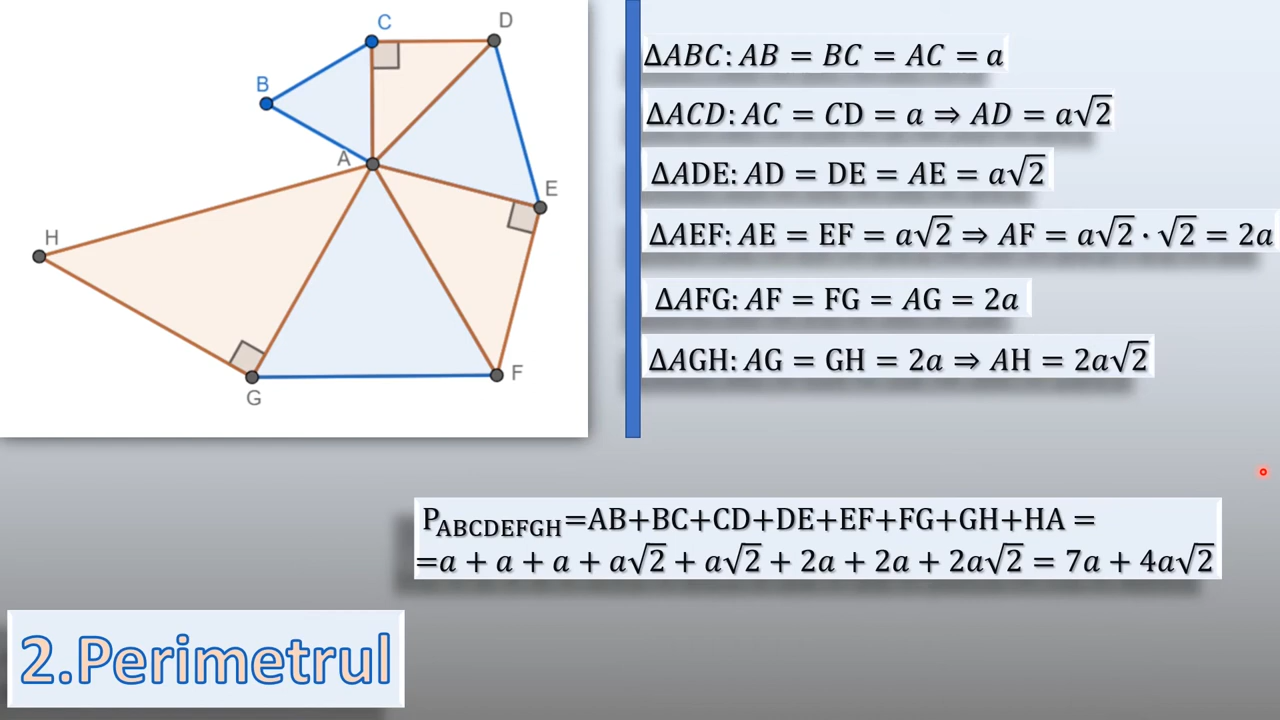 C
D
B
A
E
H
F
G
ΔABC: AB = BC = AC = a
ΔACD: AC = CD = a ⇒ AD = a√2
ΔADE: AD = DE = AE = a√2
ΔAEF: AE = EF = a√2 ⇒ AF = a√2 · √2 = 2a
ΔAFG: AF = FG = AG = 2a
ΔAGH: AG = GH = 2a ⇒ AH = 2a√2
P_ABCDEFGH=AB+BC+CD+DE+EF+FG+GH+HA =
=a + a + a + a√2 + a√2 + 2a + 2a + 2a√2 = 7a + 4a√2
2.Perimetrul